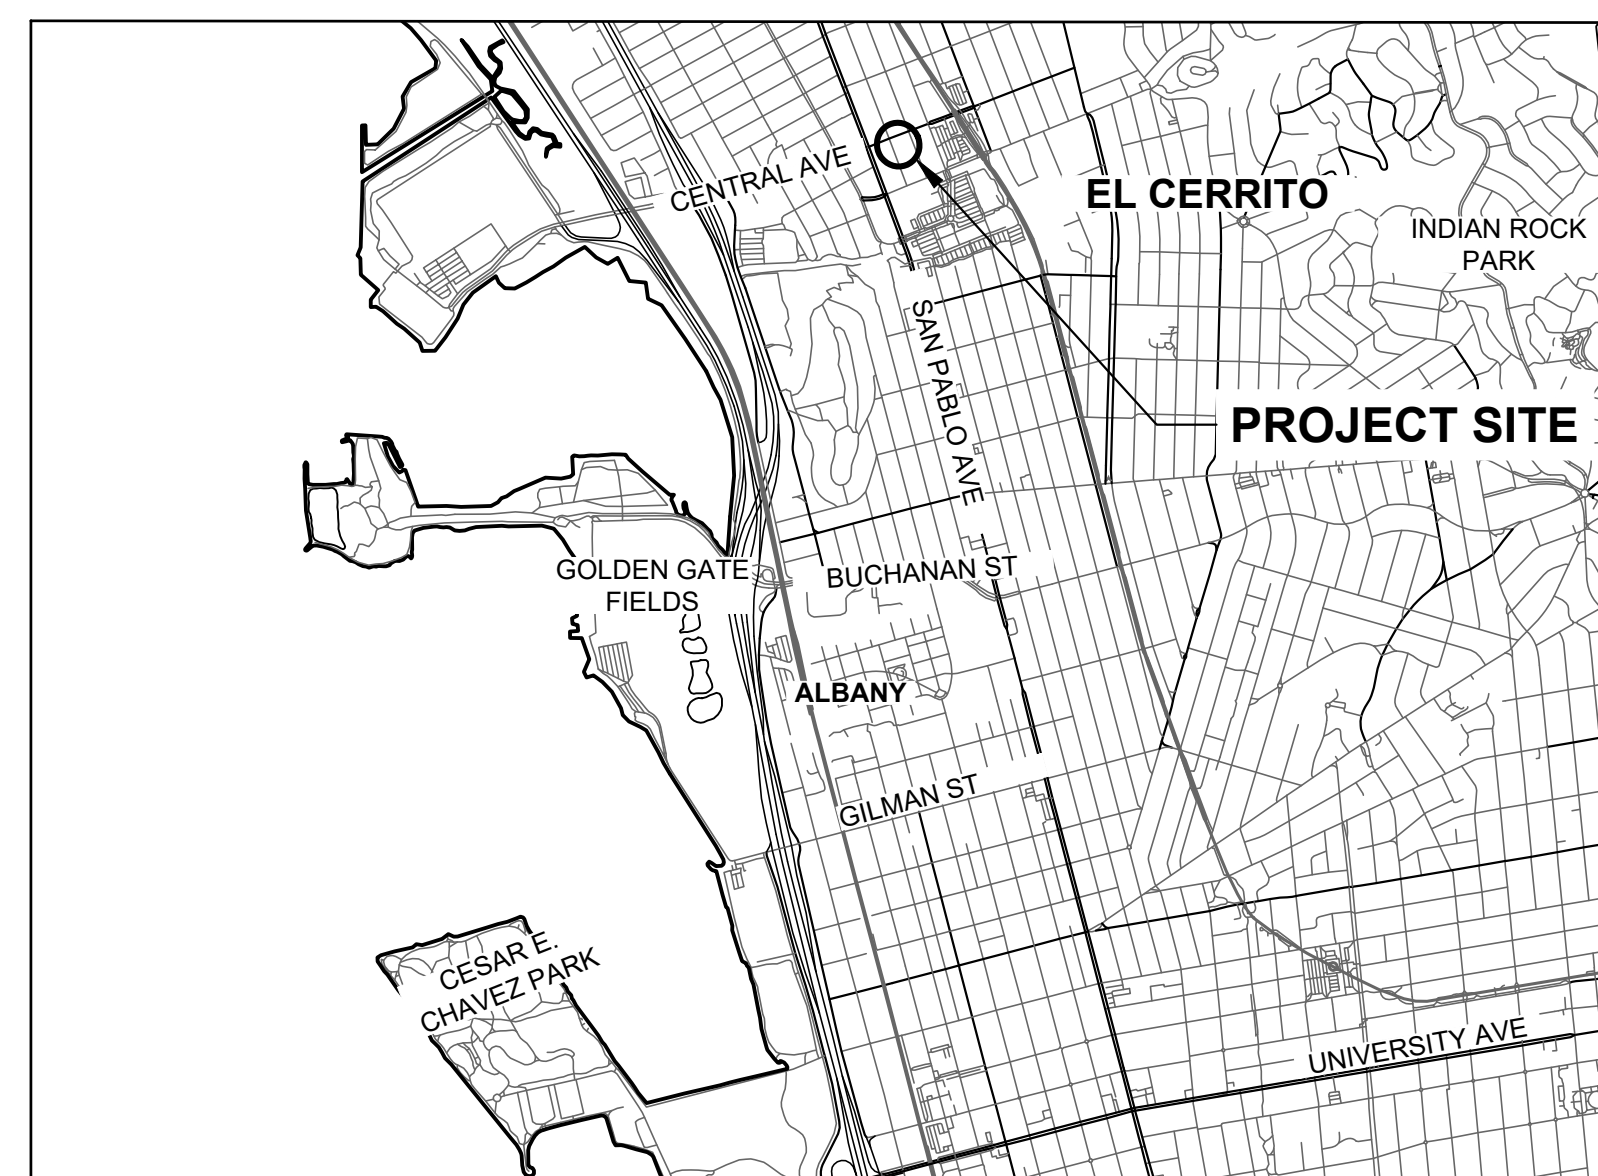 CENTRAL AVE
EL CERRITO
INDIAN ROCK
PARK
SAN PABLO AVE
PROJECT SITE
GOLDEN GATE
FIELDS
BUCHANAN ST
ALBANY
GILMAN ST
CESAR E.
CHAVEZ PARK
UNIVERSITY AVE